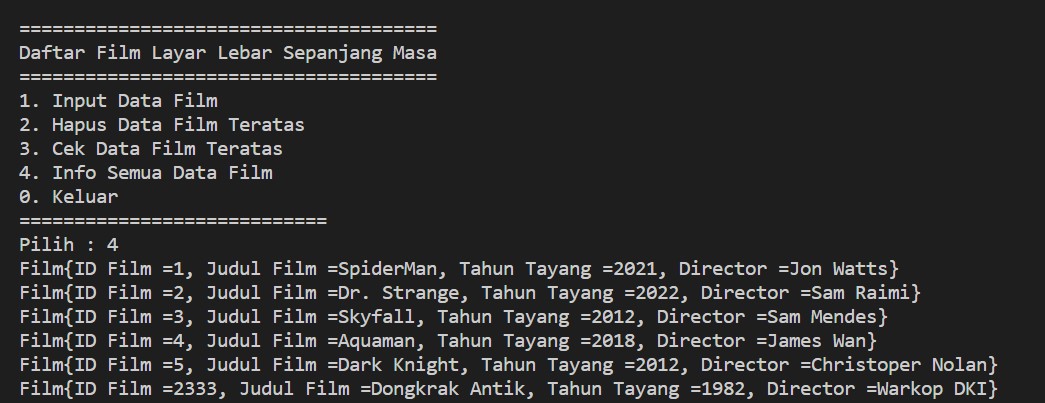 ======================================
Daftar Film Layar Lebar Sepanjang Masa
======================================
1. Input Data Film
2. Hapus Data Film Teratas
3. Cek Data Film Teratas
4. Info Semua Data Film
0. Keluar
============================
Pilih : 4
Film{ID Film =1, Judul Film =SpiderMan, Tahun Tayang =2021, Director =Jon Watts}
Film{ID Film =2, Judul Film =Dr. Strange, Tahun Tayang =2022, Director =Sam Raimi}
Film{ID Film =3, Judul Film =Skyfall, Tahun Tayang =2012, Director =Sam Mendes}
Film{ID Film =4, Judul Film =Aquaman, Tahun Tayang =2018, Director =James Wan}
Film{ID Film =5, Judul Film =Dark Knight, Tahun Tayang =2012, Director =Christoper Nolan}
Film{ID Film =2333, Judul Film =Dongkrak Antik, Tahun Tayang =1982, Director =Warkop DKI}